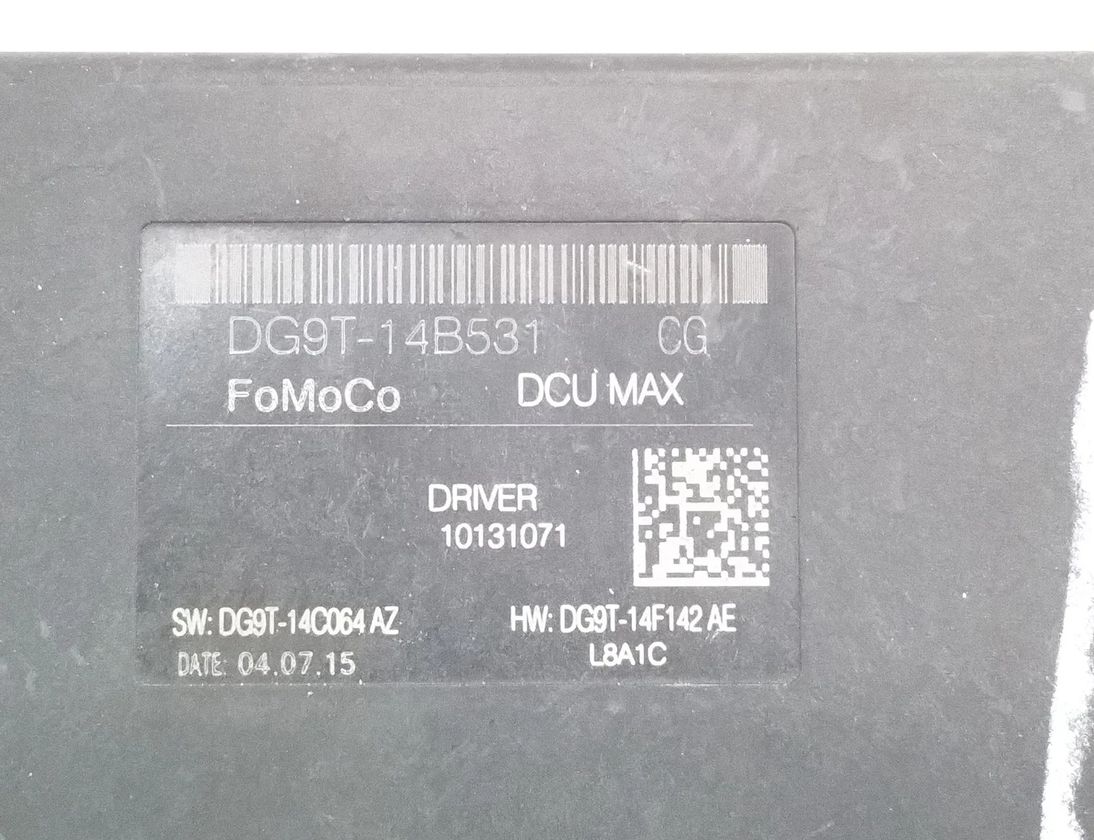 DG9T-14B531 CG
FoMoCo DCU MAX
DRIVER
10131071
SW: DG9T-14C064 AZ HW: DG9T-14F142 AE
DATE: 04.07.15 L8A1C